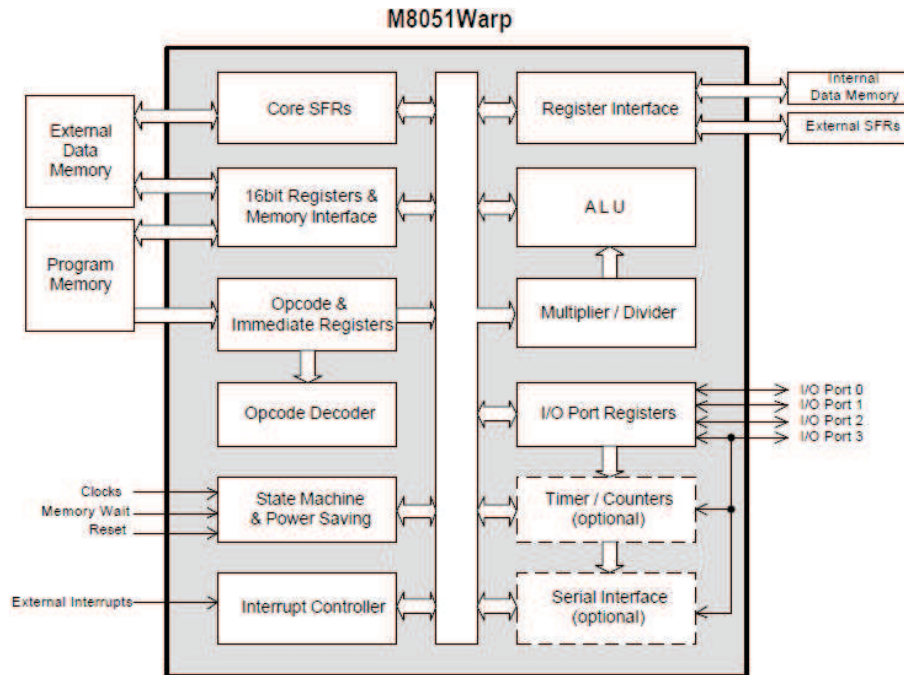 M8051Warp
External
Data
Memory
Program
Memory
Core SFRs
16bit Registers &
Memory Interface
Opcode &
Immediate Registers
Opcode Decoder
State Machine
& Power Saving
Interrupt Controller
Clocks
Memory Wait
Reset
External Interrupts
Register Interface
A L U
Multiplier / Divider
I/O Port Registers
Timer / Counters
(optional)
Serial Interface
(optional)
Internal
Data Memory
External SFRs
I/O Port 0
I/O Port 1
I/O Port 2
I/O Port 3